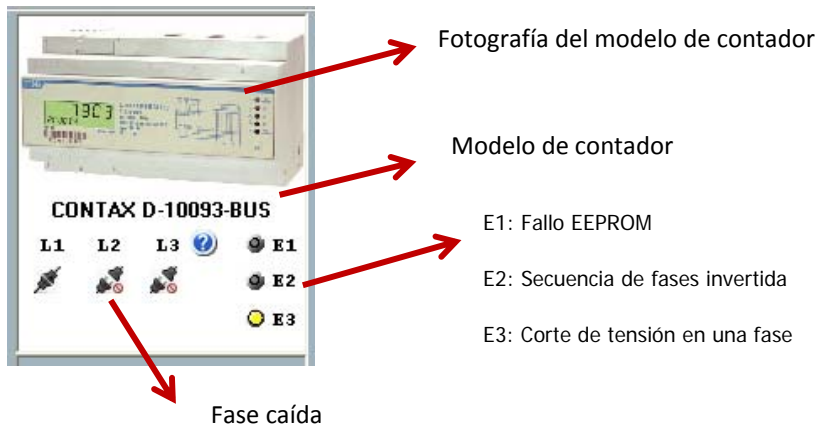 Fotografía del modelo de contador
Modelo de contador
CONTAX D-10093-BUS
L1 L2 L3 ? E1
E2
E3
E1: Fallo EEPROM
E2: Secuencia de fases invertida
E3: Corte de tensión en una fase
Fase caída